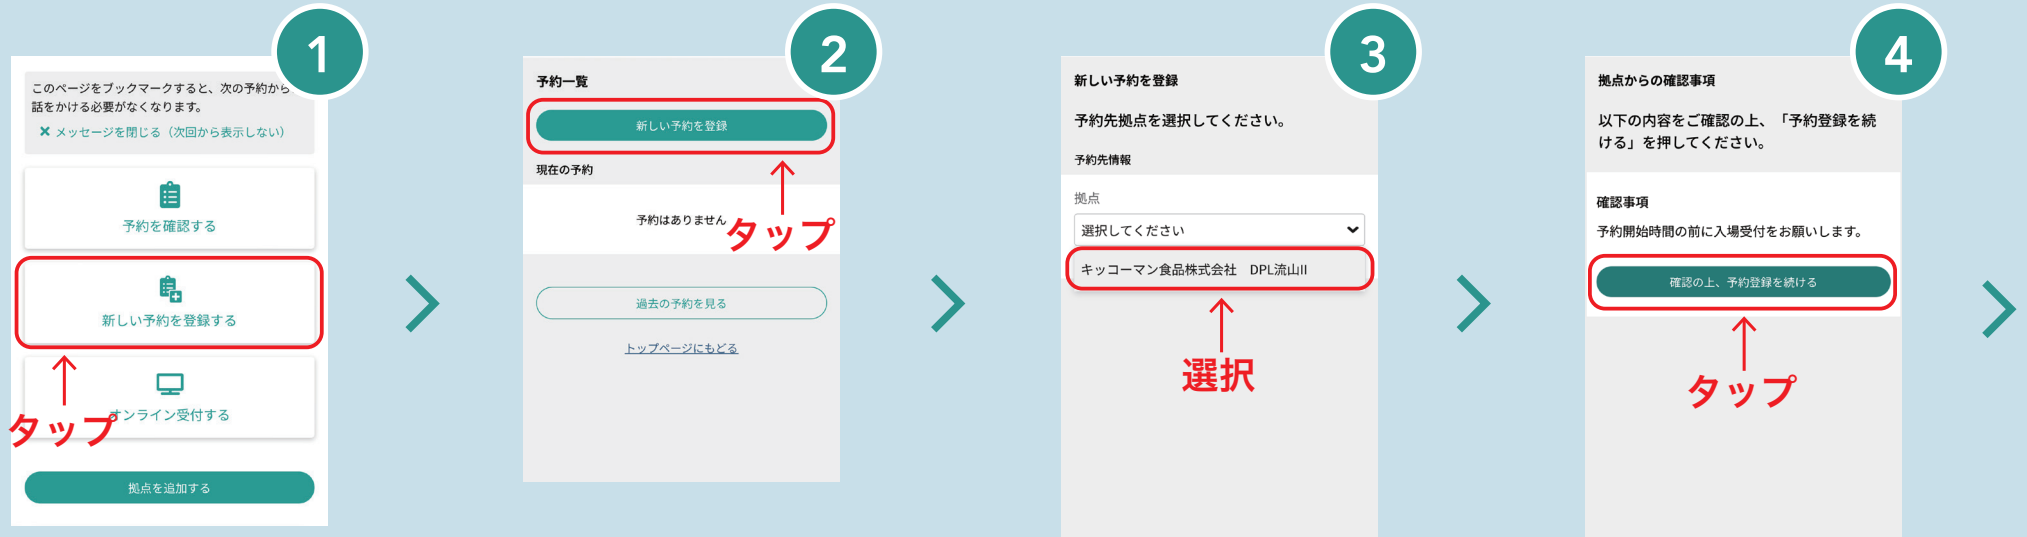 1
このページをブックマークすると、次の予約から
話をかける必要がなくなります。
× メッセージを閉じる（次回から表示しない）
予約を確認する
新しい予約を登録する
オンライン受付する
タップ
拠点を追加する
2
予約一覧
新しい予約を登録
現在の予約
予約はありません
タップ
過去の予約を見る
トップページにもどる
3
新しい予約を登録
予約先拠点を選択してください。
予約先情報
拠点
選択してください
キッコーマン食品株式会社　DPL流山II
選択
4
拠点からの確認事項
以下の内容をご確認の上、「予約登録を続
ける」を押してください。
確認事項
予約開始時間の前に入場受付をお願いします。
確認の上、予約登録を続ける
タップ